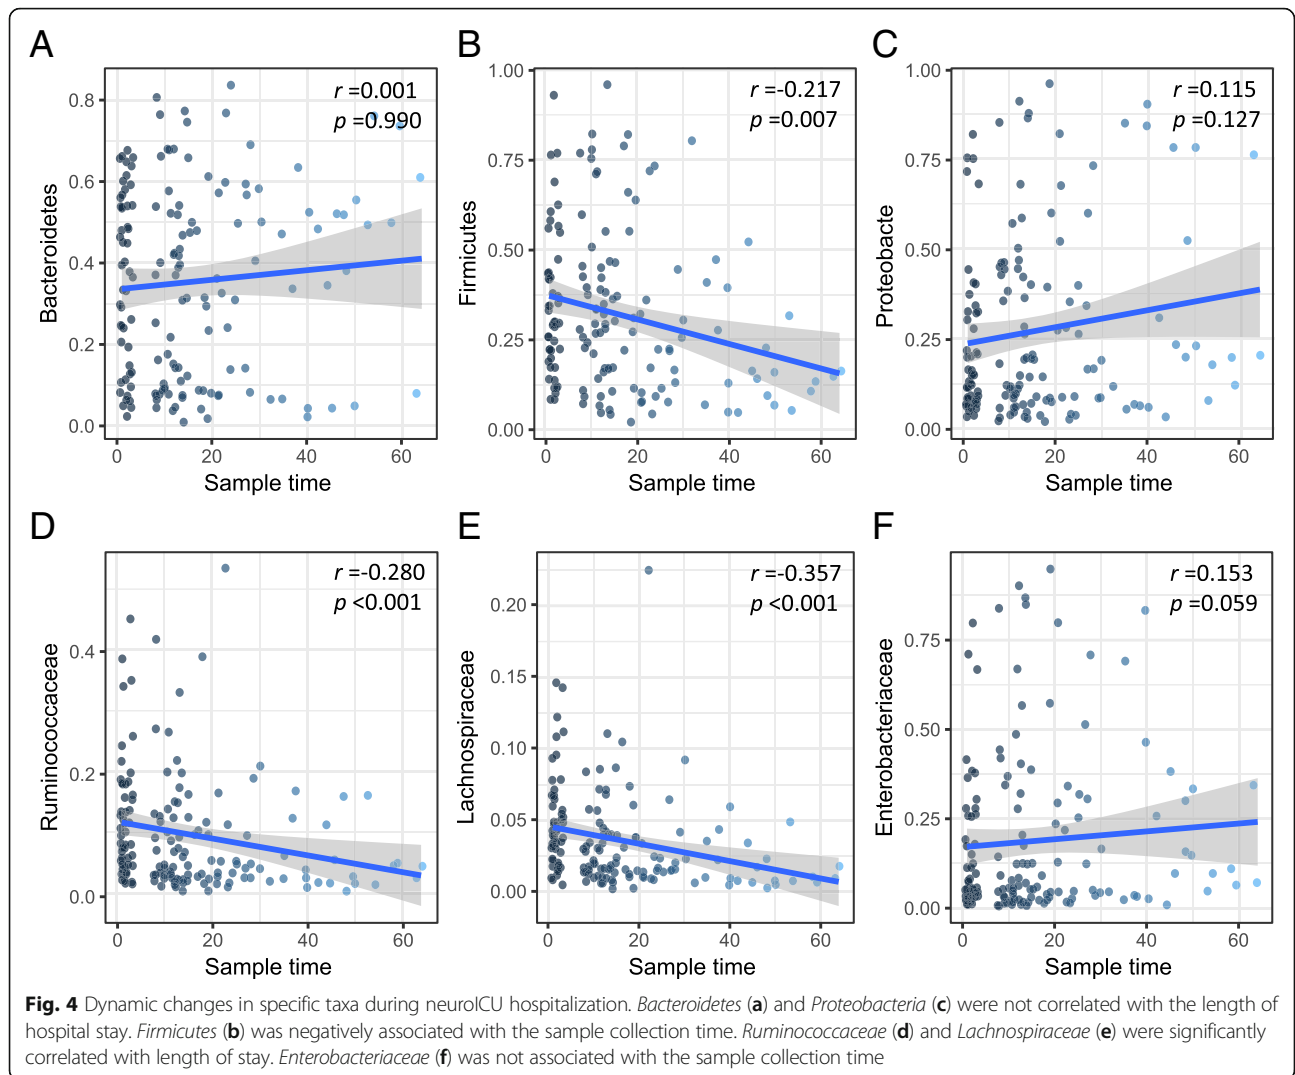 A
r =0.001
p =0.990
Bacteroidetes
0.8
0.6
0.4
0.2
0.0
0 20 40 60
Sample time
B
r =-0.217
p =0.007
Firmicutes
1.00
0.75
0.50
0.25
0.00
0 20 40 60
Sample time
C
r =0.115
p =0.127
Proteobacte
1.00
0.75
0.50
0.25
0.00
0 20 40 60
Sample time
D
r =-0.280
p <0.001
Ruminococcaceae
0.4
0.2
0.0
0 20 40 60
Sample time
E
r =-0.357
p <0.001
Lachnospiraceae
0.20
0.15
0.10
0.05
0.00
0 20 40 60
Sample time
F
r =0.153
p =0.059
Enterobacteriaceae
0.75
0.50
0.25
0.00
0 20 40 60
Sample time
Fig. 4 Dynamic changes in specific taxa during neuroICU hospitalization. Bacteroidetes (a) and Proteobacteria (c) were not correlated with the length of
hospital stay. Firmicutes (b) was negatively associated with the sample collection time. Ruminococcaceae (d) and Lachnospiraceae (e) were significantly
correlated with length of stay. Enterobacteriaceae (f) was not associated with the sample collection time